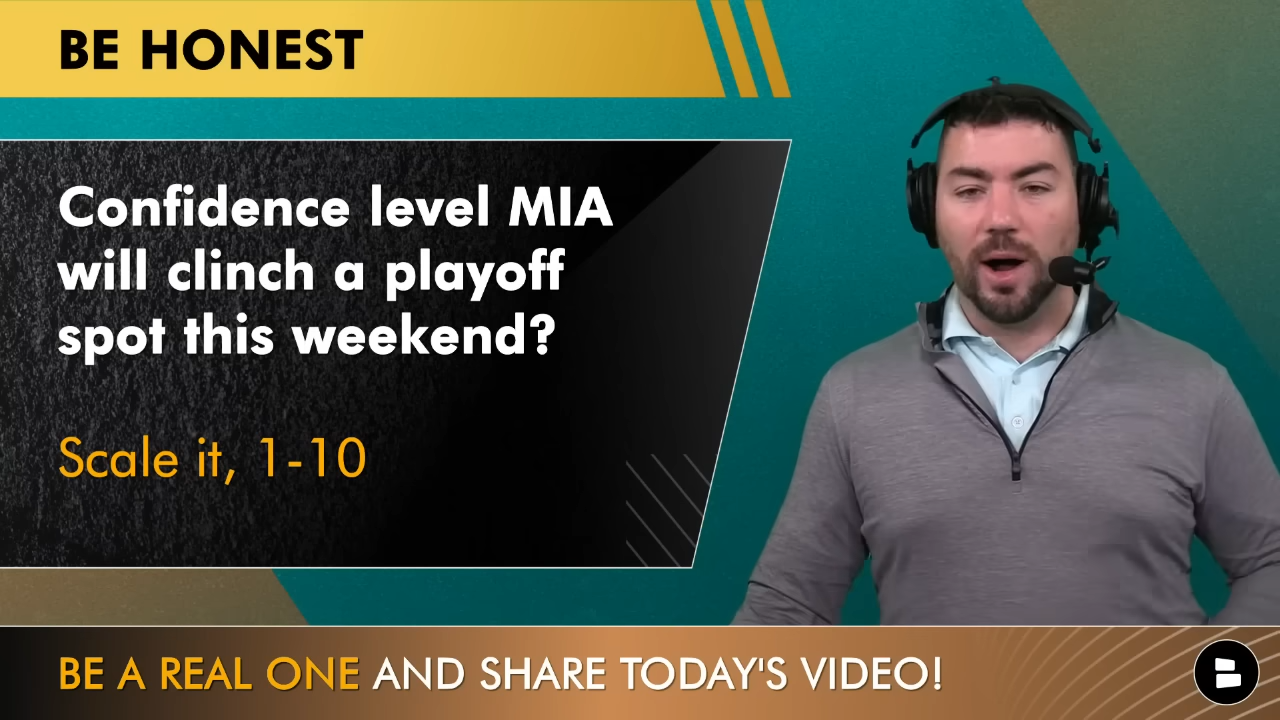 BE HONEST
Confidence level MIA
will clinch a playoff
spot this weekend?
Scale it, 1-10
BE A REAL ONE AND SHARE TODAY'S VIDEO!